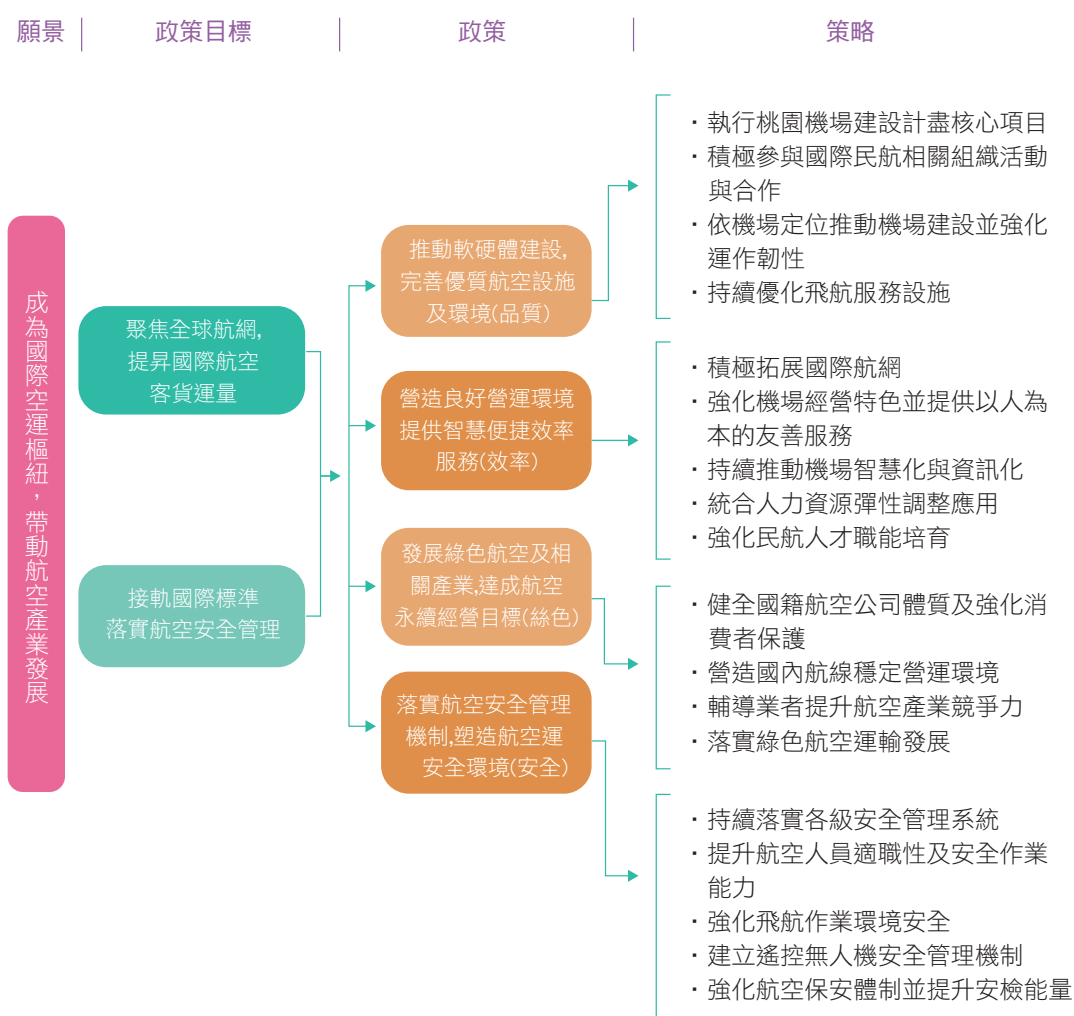 願景
政策目標
政策
策略
成為國際空運樞紐，帶動航空產業發展
聚焦全球航網,
提昇國際航空
客貨運量
接軌國際標準
落實航空安全管理
推動軟硬體建設,
完善優質航空設施
及環境(品質)
營造良好營運環境
提供智慧便捷效率
服務(效率)
發展綠色航空及相
關產業,達成航空
永續經營目標(絲色)
落實航空安全管理
機制,塑造航空運
安全環境(安全)
・執行桃園機場建設計盡核心項目
・積極參與國際民航相關組織活動
與合作
・依機場定位推動機場建設並強化
運作韌性
・持續優化飛航服務設施
・積極拓展國際航網
・強化機場經營特色並提供以人為
本的友善服務
・持續推動機場智慧化與資訊化
・統合人力資源彈性調整應用
・強化民航人才職能培育
・健全國籍航空公司體質及強化消
費者保護
・營造國內航線穩定營運環境
・輔導業者提升航空產業競爭力
・落實綠色航空運輸發展
・持續落實各級安全管理系統
・提升航空人員適職性及安全作業
能力
・強化飛航作業環境安全
・建立遙控無人機安全管理機制
・強化航空保安體制並提升安檢能量